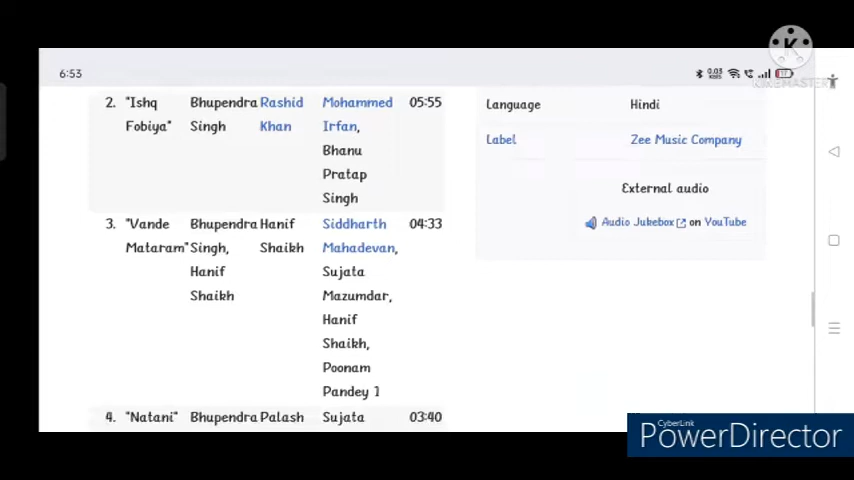 6:53
KINEMASTER
2. "Ishq Bhupendra Rashid Mohammed 05:55
Fobiya" Singh Khan Irfan,
Bhanu
Pratap
Singh
3. "Vande Bhupendra Hanif Siddharth 04:33
Mataram" Singh, Shaikh Mahadevan,
Hanif Sujata
Shaikh Mazumdar,
Hanif
Shaikh,
Poonam
Pandey ]
4. "Natani" Bhupendra Palash Sujata 03:40
Language Hindi
Label Zee Music Company
External audio
Audio Jukebox on YouTube
CyberLink
PowerDirector